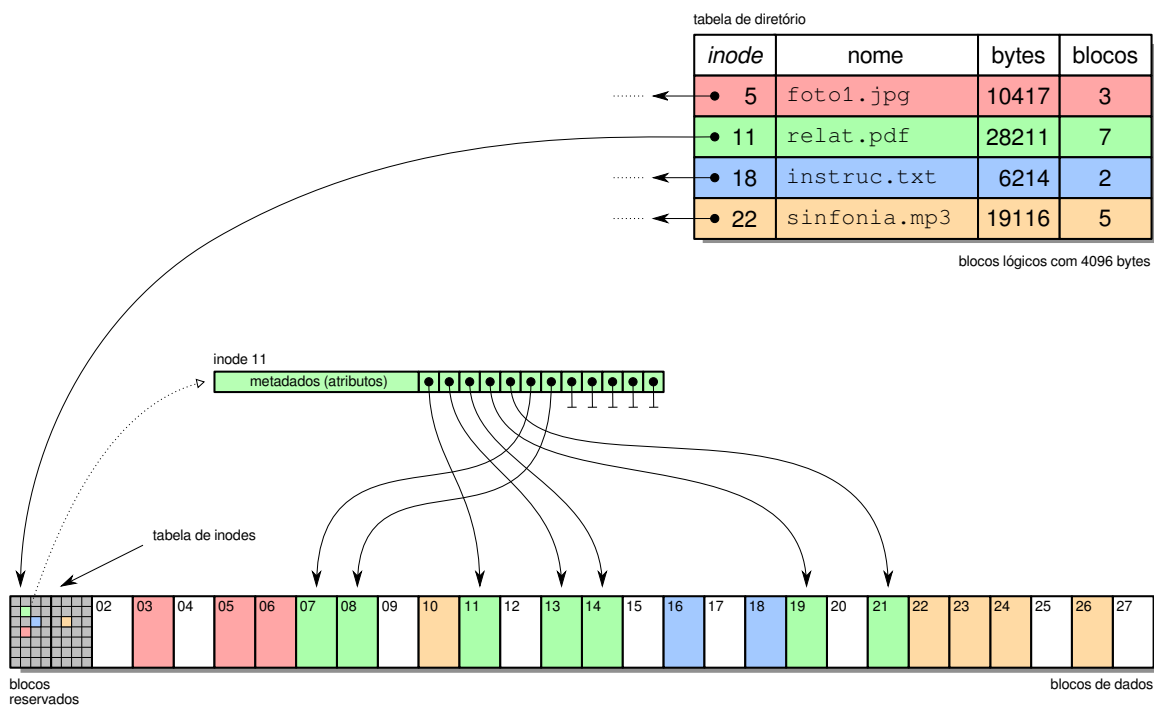 tabela de diretório
inode nome bytes blocos
5 foto1.jpg 10417 3
11 relat.pdf 28211 7
18 instruc.txt 6214 2
22 sinfonia.mp3 19116 5
blocos lógicos com 4096 bytes
inode 11
metadados (atributos)
tabela de inodes
02 03 04 05 06 07 08 09 10 11 12 13 14 15 16 17 18 19 20 21 22 23 24 25 26 27
blocos
reservados
blocos de dados